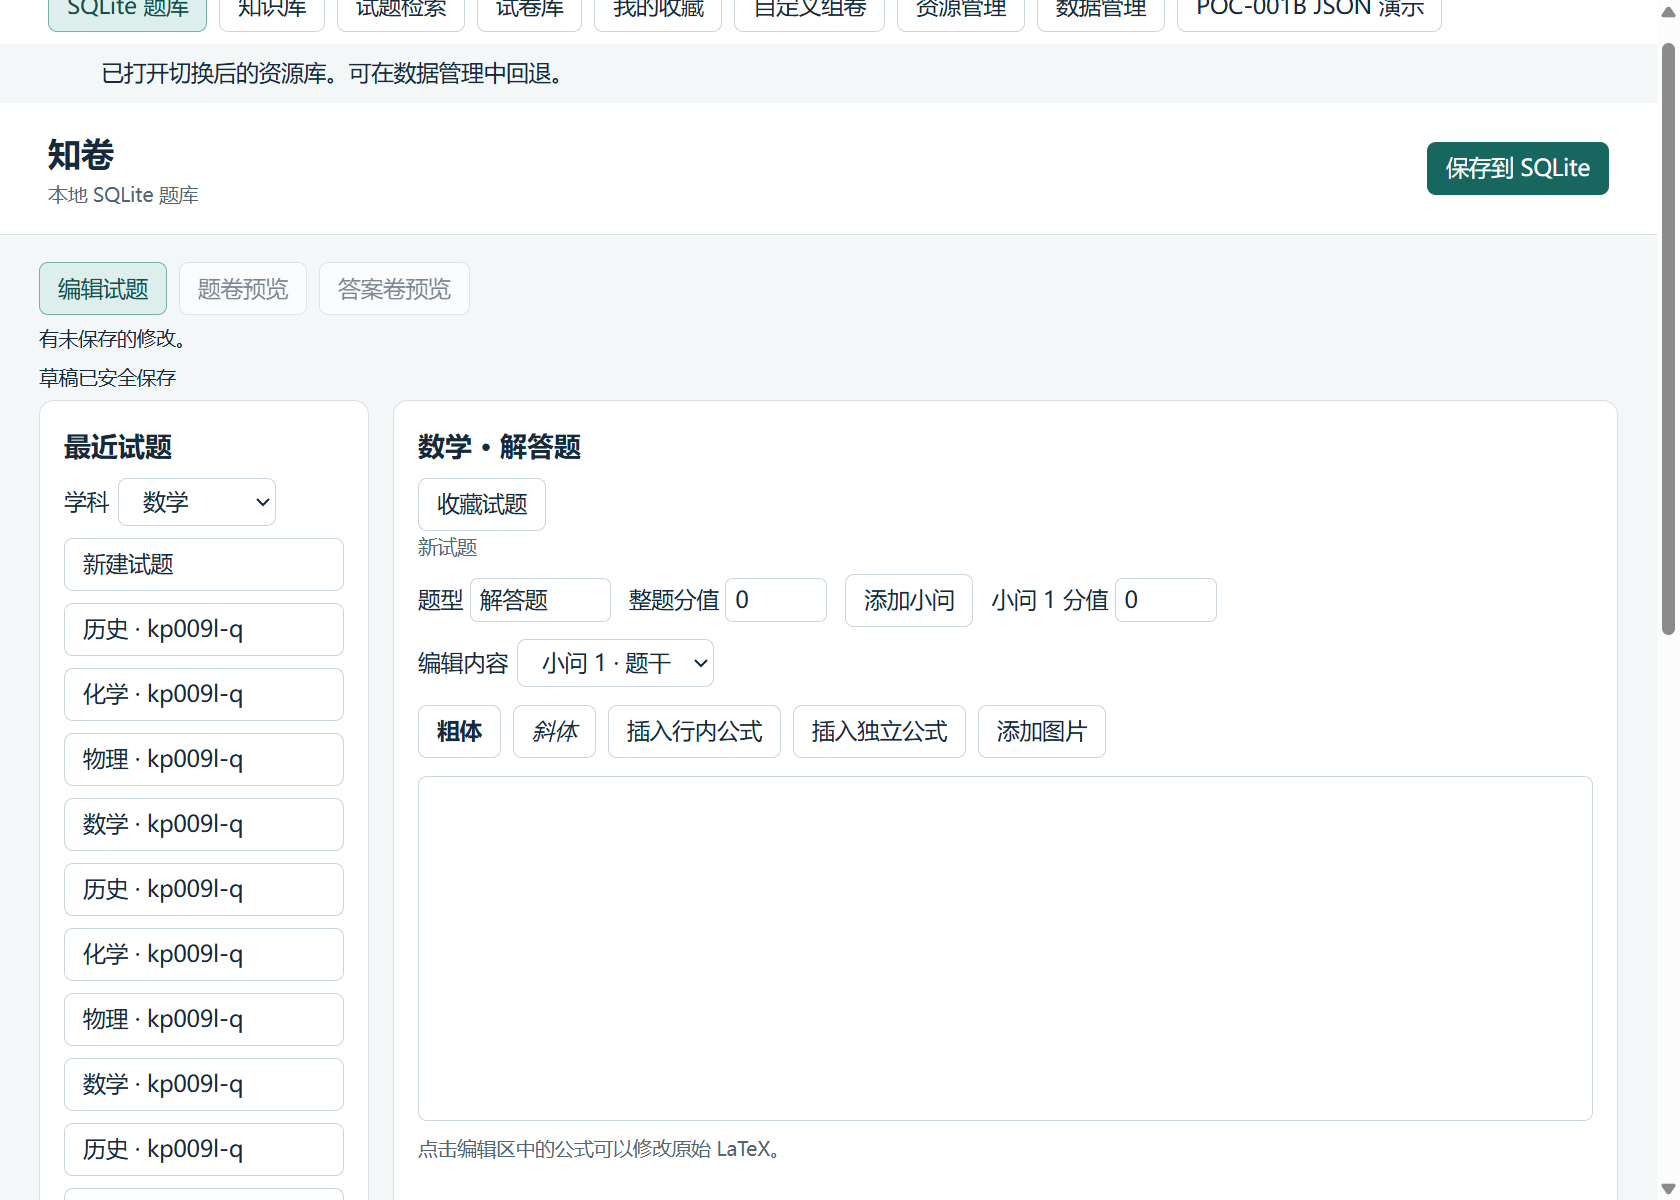 SQLite 题库 知识库 试题检索 试卷库 我的收藏 自定义组卷 资源管理 数据管理 POC-001B JSON 演示
已打开切换后的资源库。可在数据管理中回退。
知卷
本地 SQLite 题库
保存到 SQLite
编辑试题 题卷预览 答案卷预览
有未保存的修改。
草稿已安全保存
最近试题
学科 数学
新建试题
历史 · kp009l-q
化学 · kp009l-q
物理 · kp009l-q
数学 · kp009l-q
历史 · kp009l-q
化学 · kp009l-q
物理 · kp009l-q
数学 · kp009l-q
历史 · kp009l-q
数学 • 解答题
收藏试题
新试题
题型 解答题 整题分值 0 添加小问 小问 1 分值 0
编辑内容 小问 1 · 题干
粗体 斜体 插入行内公式 插入独立公式 添加图片
点击编辑区中的公式可以修改原始 LaTeX。